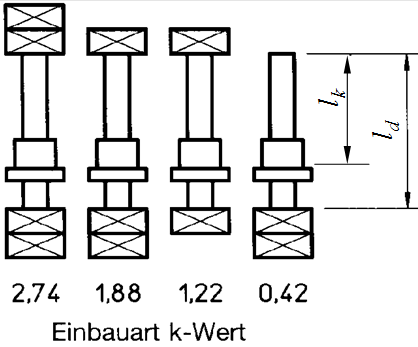 l_k
l_d
2,74 1,88 1,22 0,42
Einbauart k-Wert